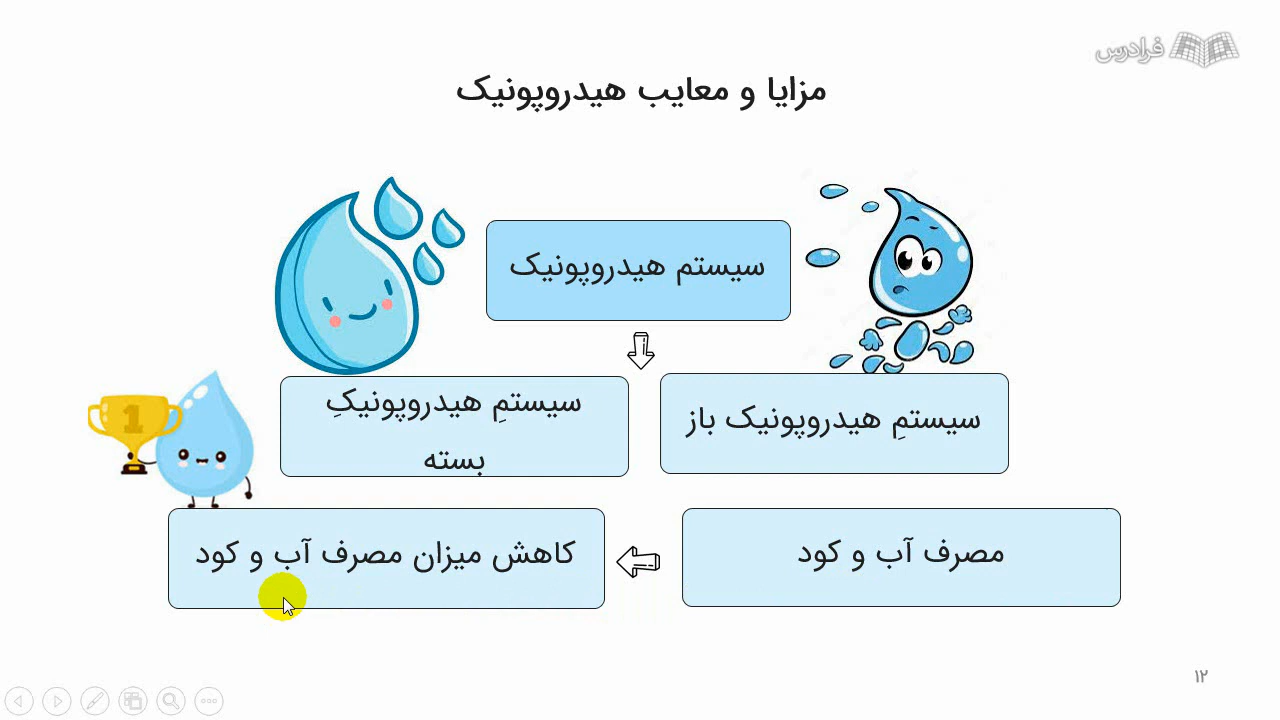 فرادرس
مزایا و معایب هیدروپونیک
سیستم هیدروپونیک
سیستمِ هیدروپونیک باز
سیستمِ هیدروپونیکِ
بسته
1
مصرف آب و کود
کاهش میزان مصرف آب و کود
۱۲